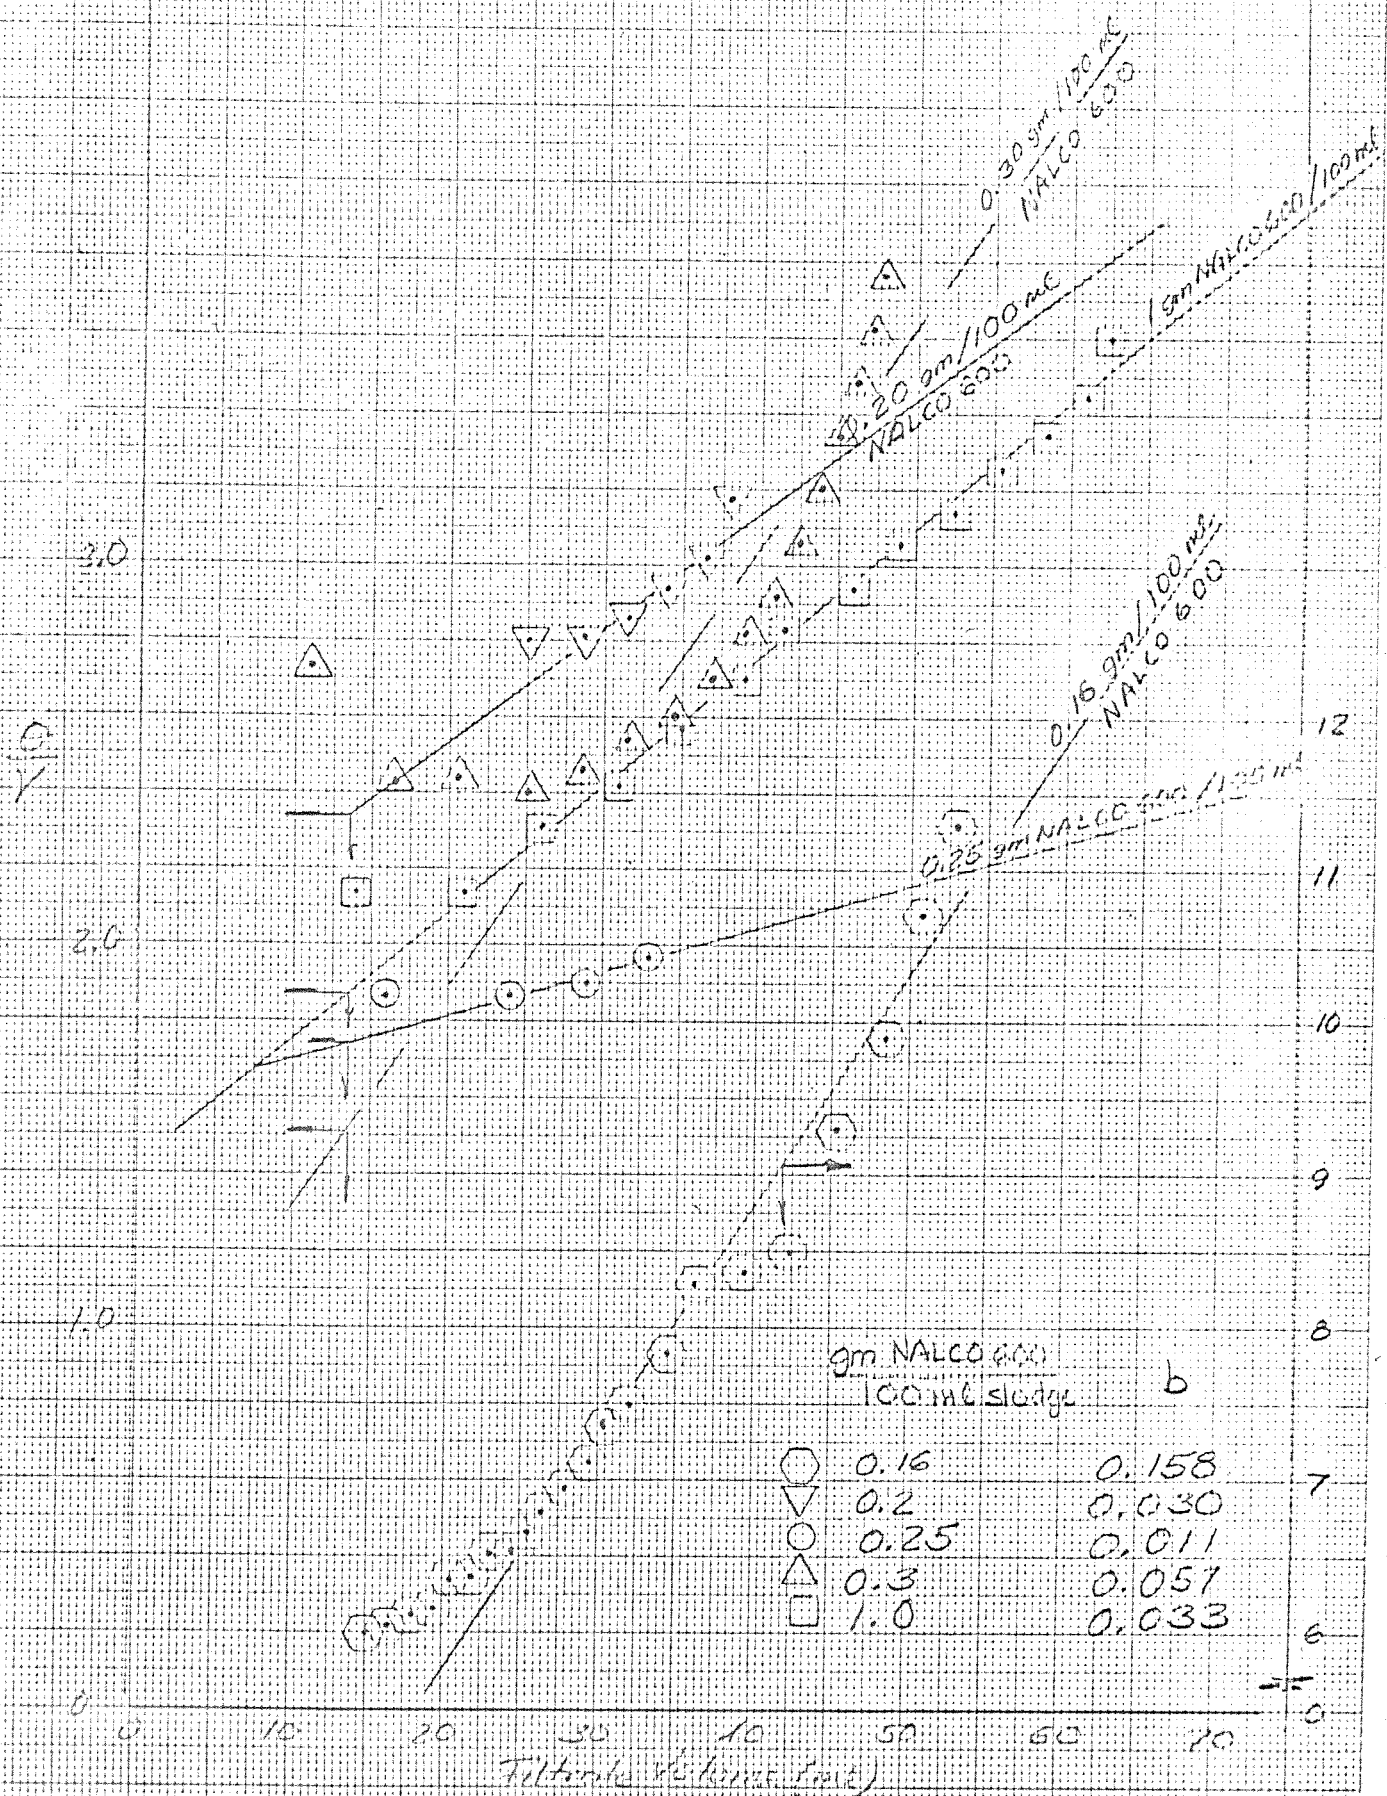 0.30 gm/100 ml
NALCO 600
0.20 gm/100 ml
NALCO 600
1 gm NALCO 600/100 ml
0.16 gm/100 ml
NALCO 600
0.25 gm NALCO 600/100 ml
3.0
2.0
1.0
0
θ
V
12
11
10
9
8
7
6
0
gm NALCO 600
100 ml sludge
b
0.16 0.158
0.2 0.030
0.25 0.011
0.3 0.057
1.0 0.033
0 10 20 30 40 50 60 70
Filtrate Volume (ml)